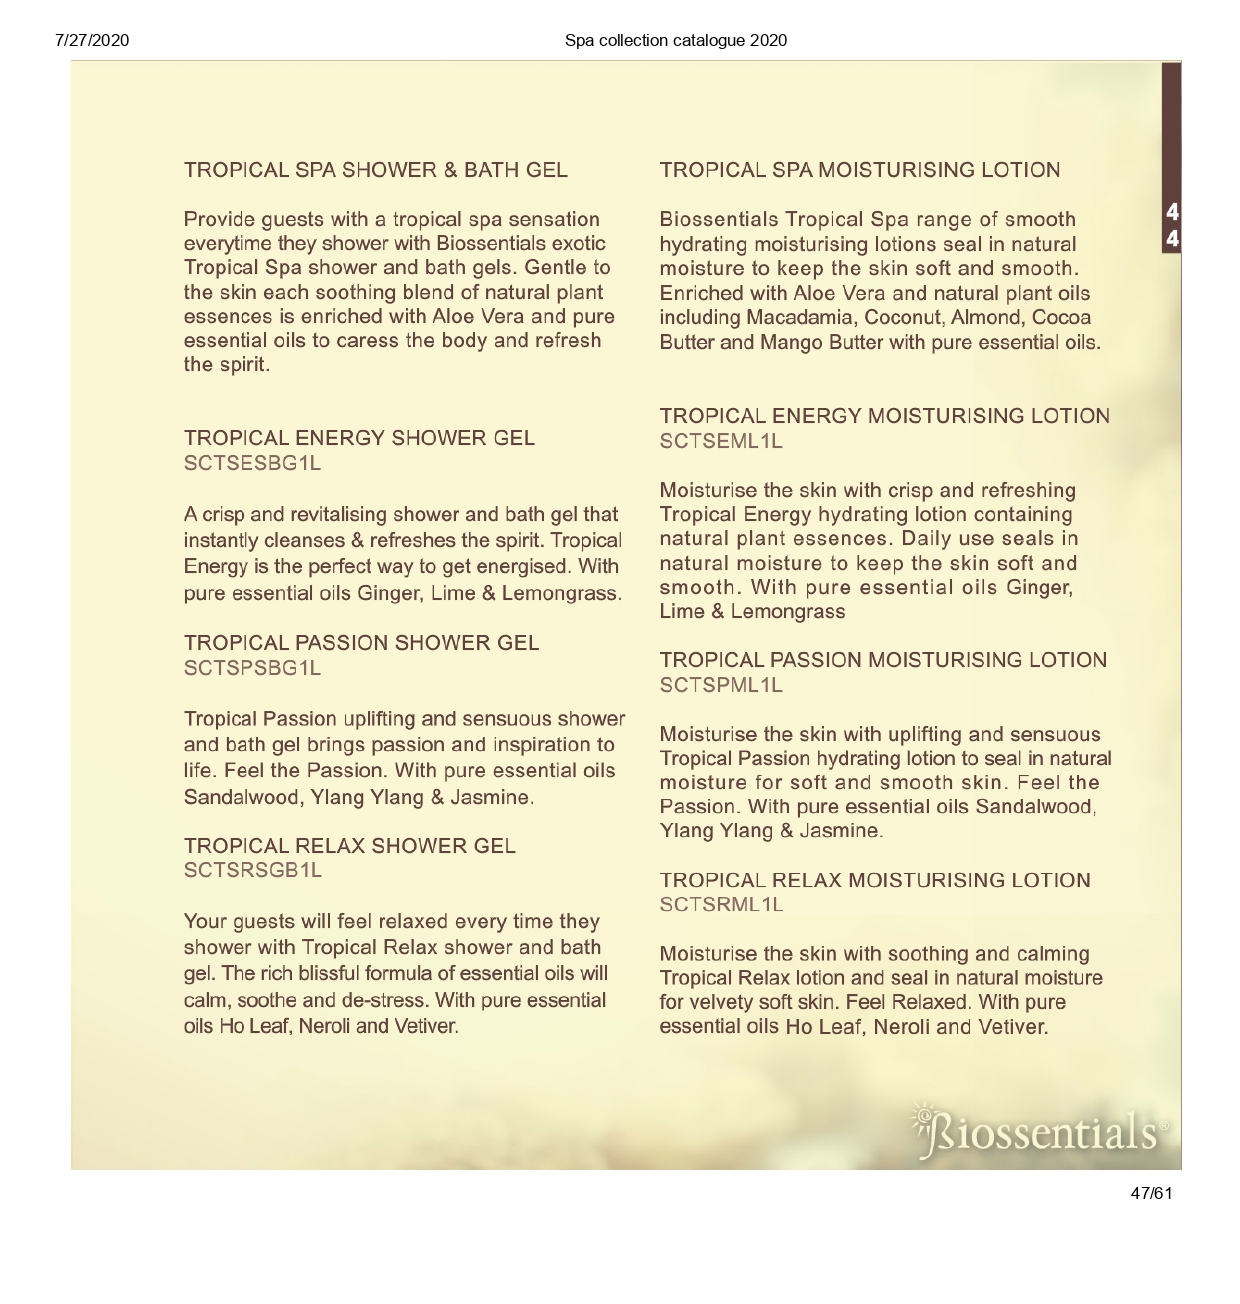 7/27/2020
Spa collection catalogue 2020
TROPICAL SPA SHOWER & BATH GEL
Provide guests with a tropical spa sensation
everytime they shower with Biossentials exotic
Tropical Spa shower and bath gels. Gentle to
the skin each soothing blend of natural plant
essences is enriched with Aloe Vera and pure
essential oils to caress the body and refresh
the spirit.
TROPICAL ENERGY SHOWER GEL
SCTSESBG1L
A crisp and revitalising shower and bath gel that
instantly cleanses & refreshes the spirit. Tropical
Energy is the perfect way to get energised. With
pure essential oils Ginger, Lime & Lemongrass.
TROPICAL PASSION SHOWER GEL
SCTSPSBG1L
Tropical Passion uplifting and sensuous shower
and bath gel brings passion and inspiration to
life. Feel the Passion. With pure essential oils
Sandalwood, Ylang Ylang & Jasmine.
TROPICAL RELAX SHOWER GEL
SCTSRSGB1L
Your guests will feel relaxed every time they
shower with Tropical Relax shower and bath
gel. The rich blissful formula of essential oils will
calm, soothe and de-stress. With pure essential
oils Ho Leaf, Neroli and Vetiver.
TROPICAL SPA MOISTURISING LOTION
Biossentials Tropical Spa range of smooth
hydrating moisturising lotions seal in natural
moisture to keep the skin soft and smooth.
Enriched with Aloe Vera and natural plant oils
including Macadamia, Coconut, Almond, Cocoa
Butter and Mango Butter with pure essential oils.
TROPICAL ENERGY MOISTURISING LOTION
SCTSEML1L
Moisturise the skin with crisp and refreshing
Tropical Energy hydrating lotion containing
natural plant essences. Daily use seals in
natural moisture to keep the skin soft and
smooth. With pure essential oils Ginger,
Lime & Lemongrass
TROPICAL PASSION MOISTURISING LOTION
SCTSPML1L
Moisturise the skin with uplifting and sensuous
Tropical Passion hydrating lotion to seal in natural
moisture for soft and smooth skin. Feel the
Passion. With pure essential oils Sandalwood,
Ylang Ylang & Jasmine.
TROPICAL RELAX MOISTURISING LOTION
SCTSRML1L
Moisturise the skin with soothing and calming
Tropical Relax lotion and seal in natural moisture
for velvety soft skin. Feel Relaxed. With pure
essential oils Ho Leaf, Neroli and Vetiver.
4
4
Biossentials®
47/61